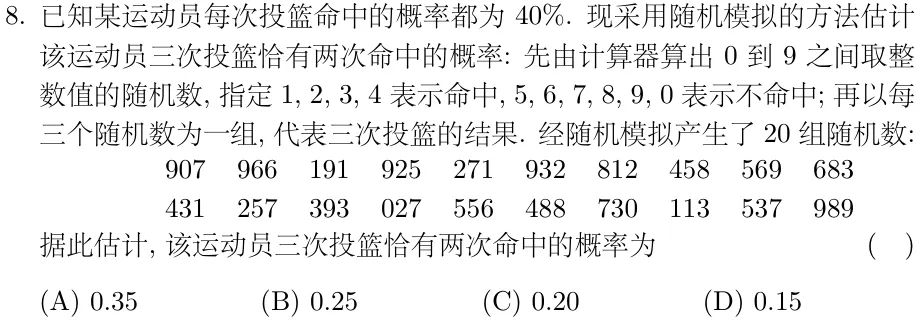 8. 已知某运动员每次投篮命中的概率都为 40%. 现采用随机模拟的方法估计
该运动员三次投篮恰有两次命中的概率: 先由计算器算出 0 到 9 之间取整
数值的随机数, 指定 1, 2, 3, 4 表示命中, 5, 6, 7, 8, 9, 0 表示不命中; 再以每
三个随机数为一组, 代表三次投篮的结果. 经随机模拟产生了 20 组随机数:
907 966 191 925 271 932 812 458 569 683
431 257 393 027 556 488 730 113 537 989
据此估计, 该运动员三次投篮恰有两次命中的概率为 ( )
(A) 0.35 (B) 0.25 (C) 0.20 (D) 0.15